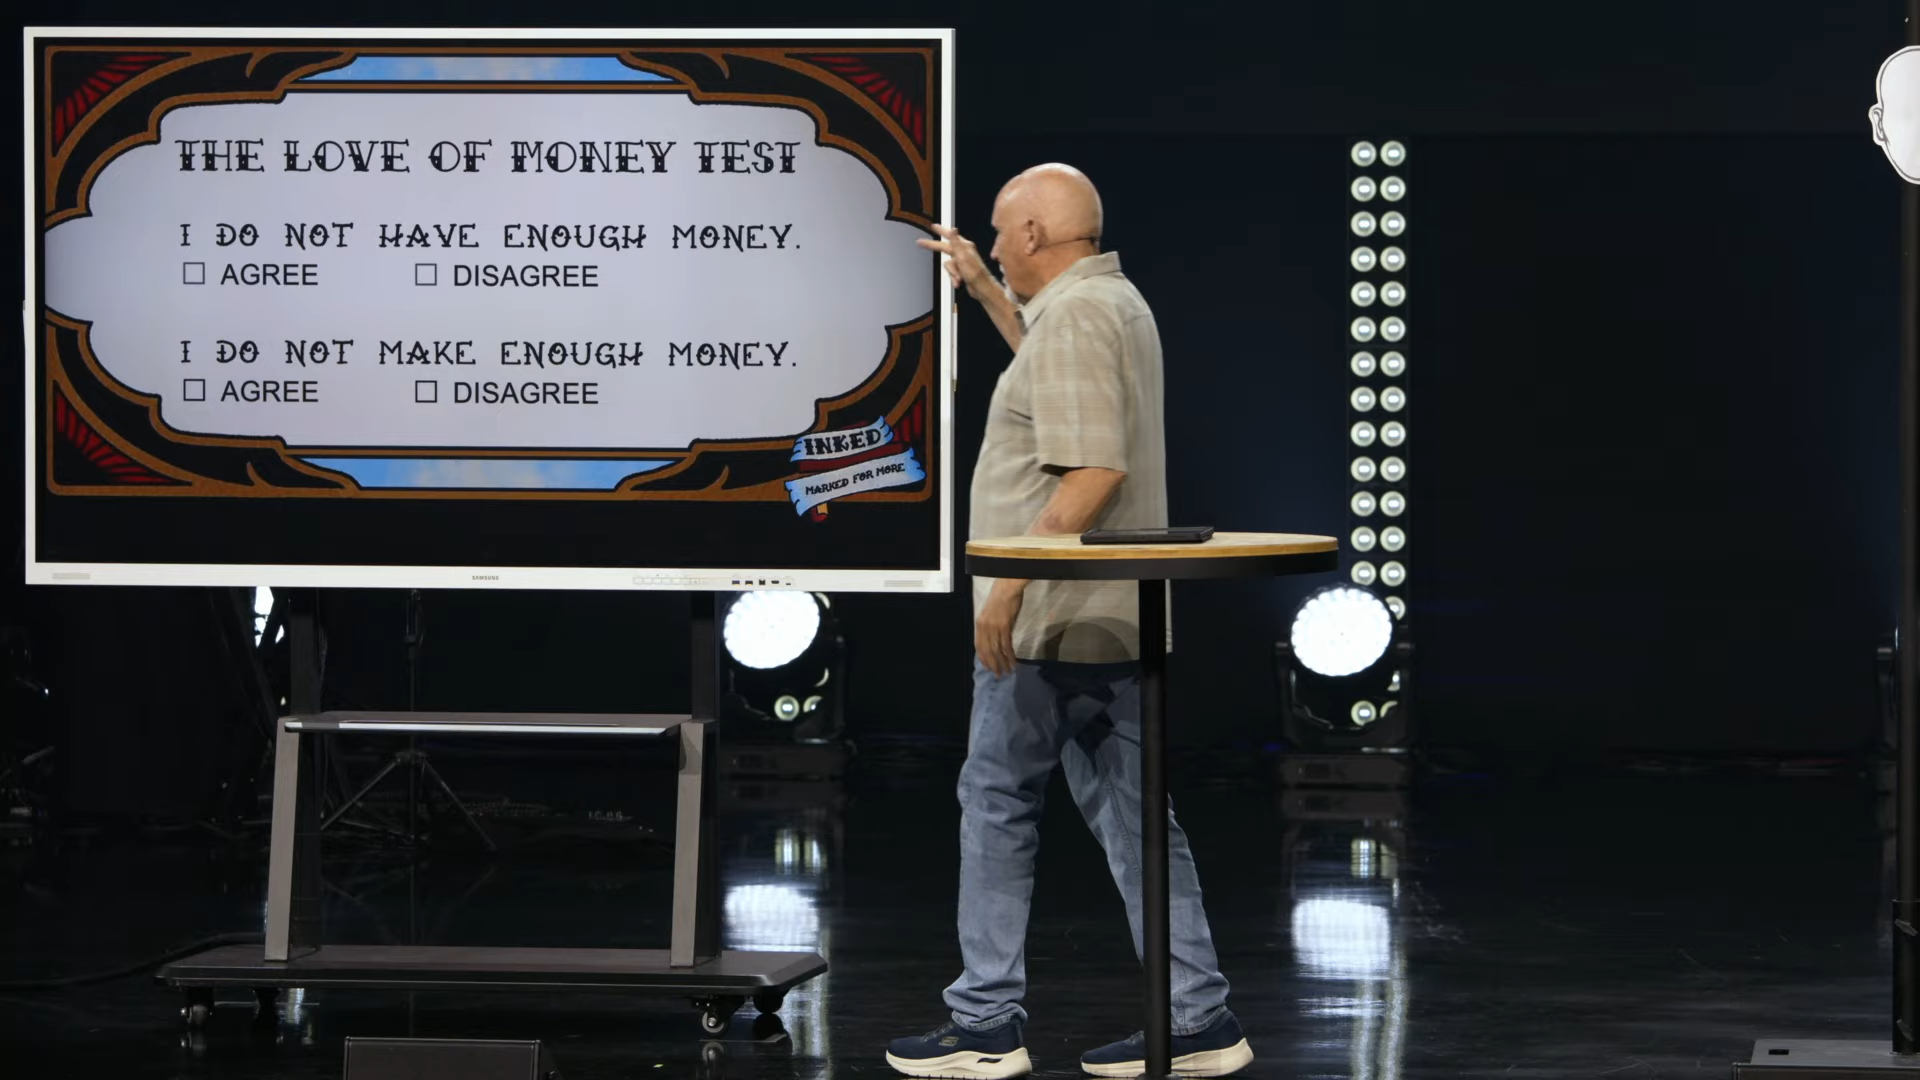 THE LOVE OF MONEY TEST
I DO NOT HAVE ENOUGH MONEY.
☐ AGREE ☐ DISAGREE
I DO NOT MAKE ENOUGH MONEY.
☐ AGREE ☐ DISAGREE
INKED
MARKED FOR MORE
SAMSUNG